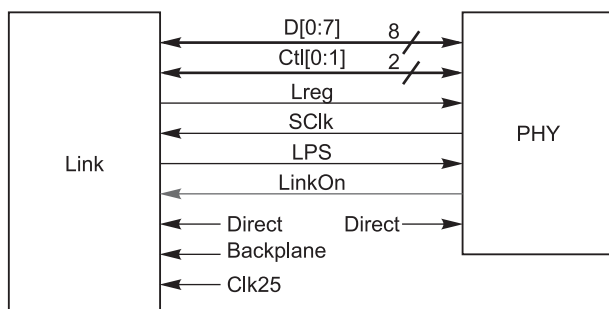 D[0:7] 8
Ctl[0:1] 2
Lreg
SClk
PHY
LPS
Link
LinkOn
Direct Direct
Backplane
Clk25